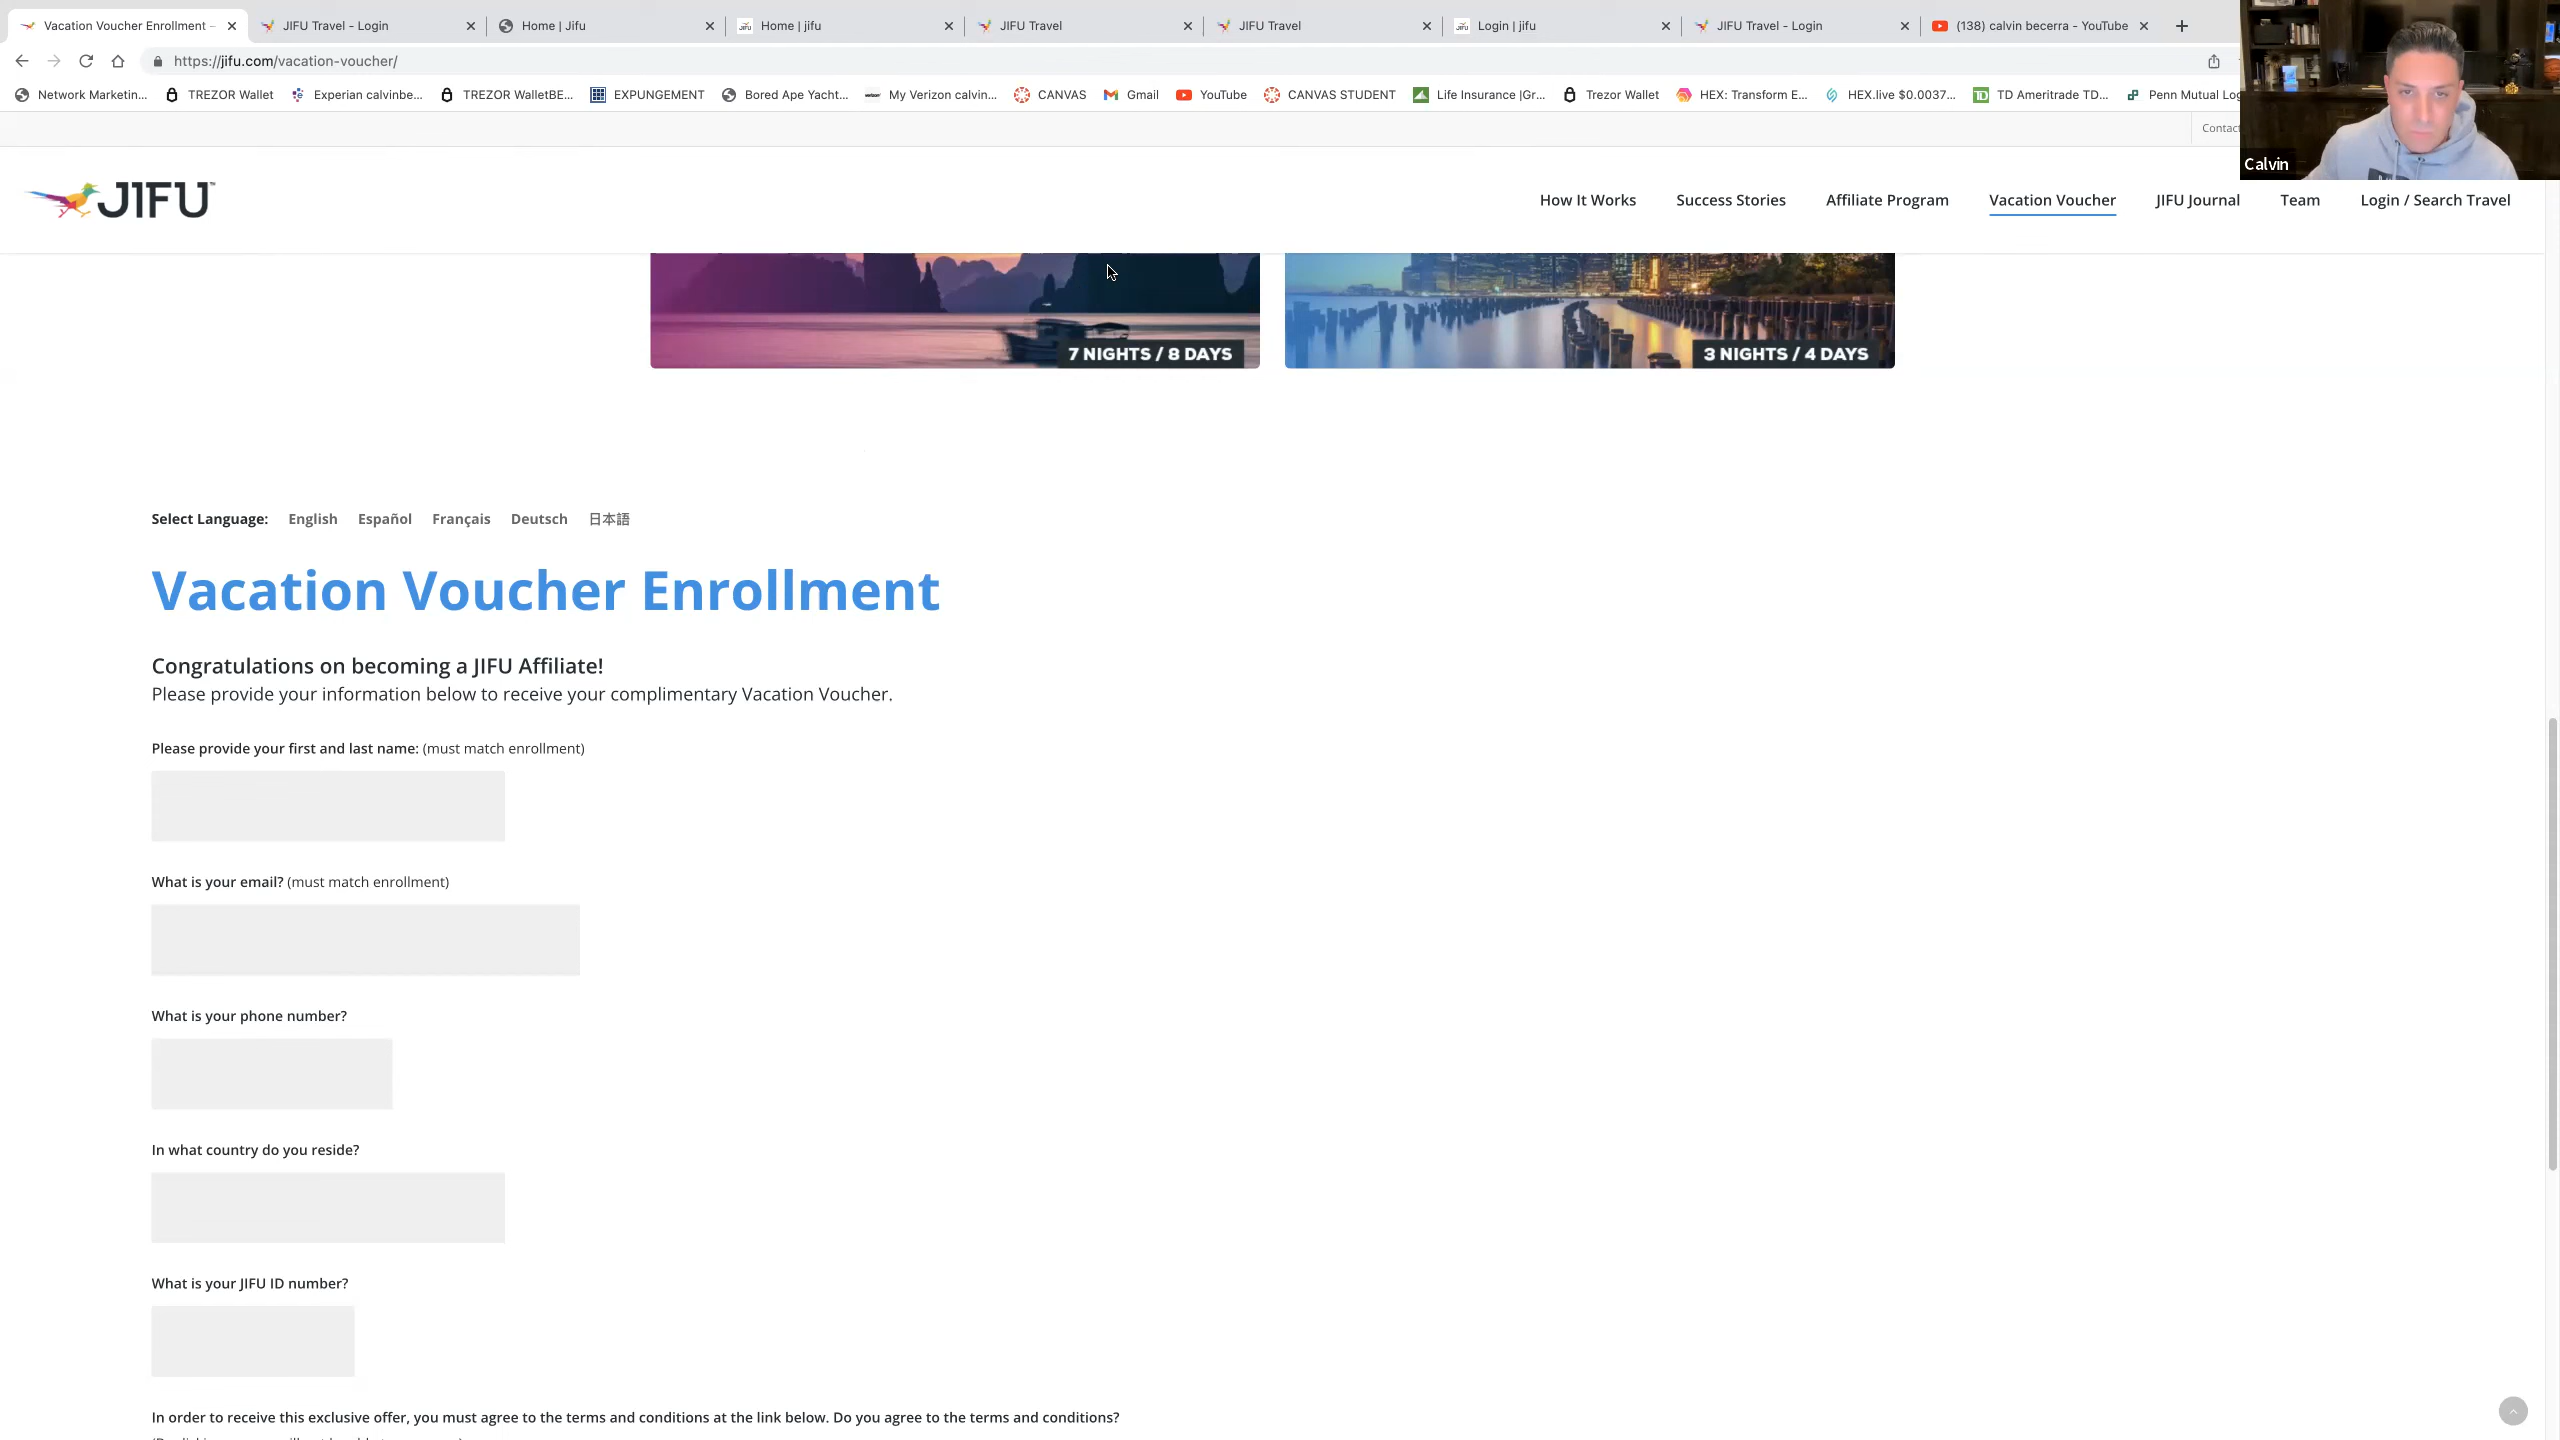 Vacation Voucher Enrollment –
JIFU Travel - Login
Home | Jifu
Home | jifu
JIFU Travel
JIFU Travel
Login | jifu
JIFU Travel - Login
(138) calvin becerra - YouTube
https://jifu.com/vacation-voucher/
Network Marketin...
TREZOR Wallet
Experian calvinbe...
TREZOR WalletBE...
EXPUNGEMENT
Bored Ape Yacht...
My Verizon calvin...
CANVAS
Gmail
YouTube
CANVAS STUDENT
Life Insurance |Gr...
Trezor Wallet
HEX: Transform E...
HEX.live $0.0037...
TD Ameritrade TD...
Penn Mutual Log
Contact
Calvin
JIFU™
How It Works
Success Stories
Affiliate Program
Vacation Voucher
JIFU Journal
Team
Login / Search Travel
7 NIGHTS / 8 DAYS
3 NIGHTS / 4 DAYS
Select Language: English Español Français Deutsch 日本語
Vacation Voucher Enrollment
Congratulations on becoming a JIFU Affiliate!
Please provide your information below to receive your complimentary Vacation Voucher.
Please provide your first and last name: (must match enrollment)
What is your email? (must match enrollment)
What is your phone number?
In what country do you reside?
What is your JIFU ID number?
In order to receive this exclusive offer, you must agree to the terms and conditions at the link below. Do you agree to the terms and conditions?